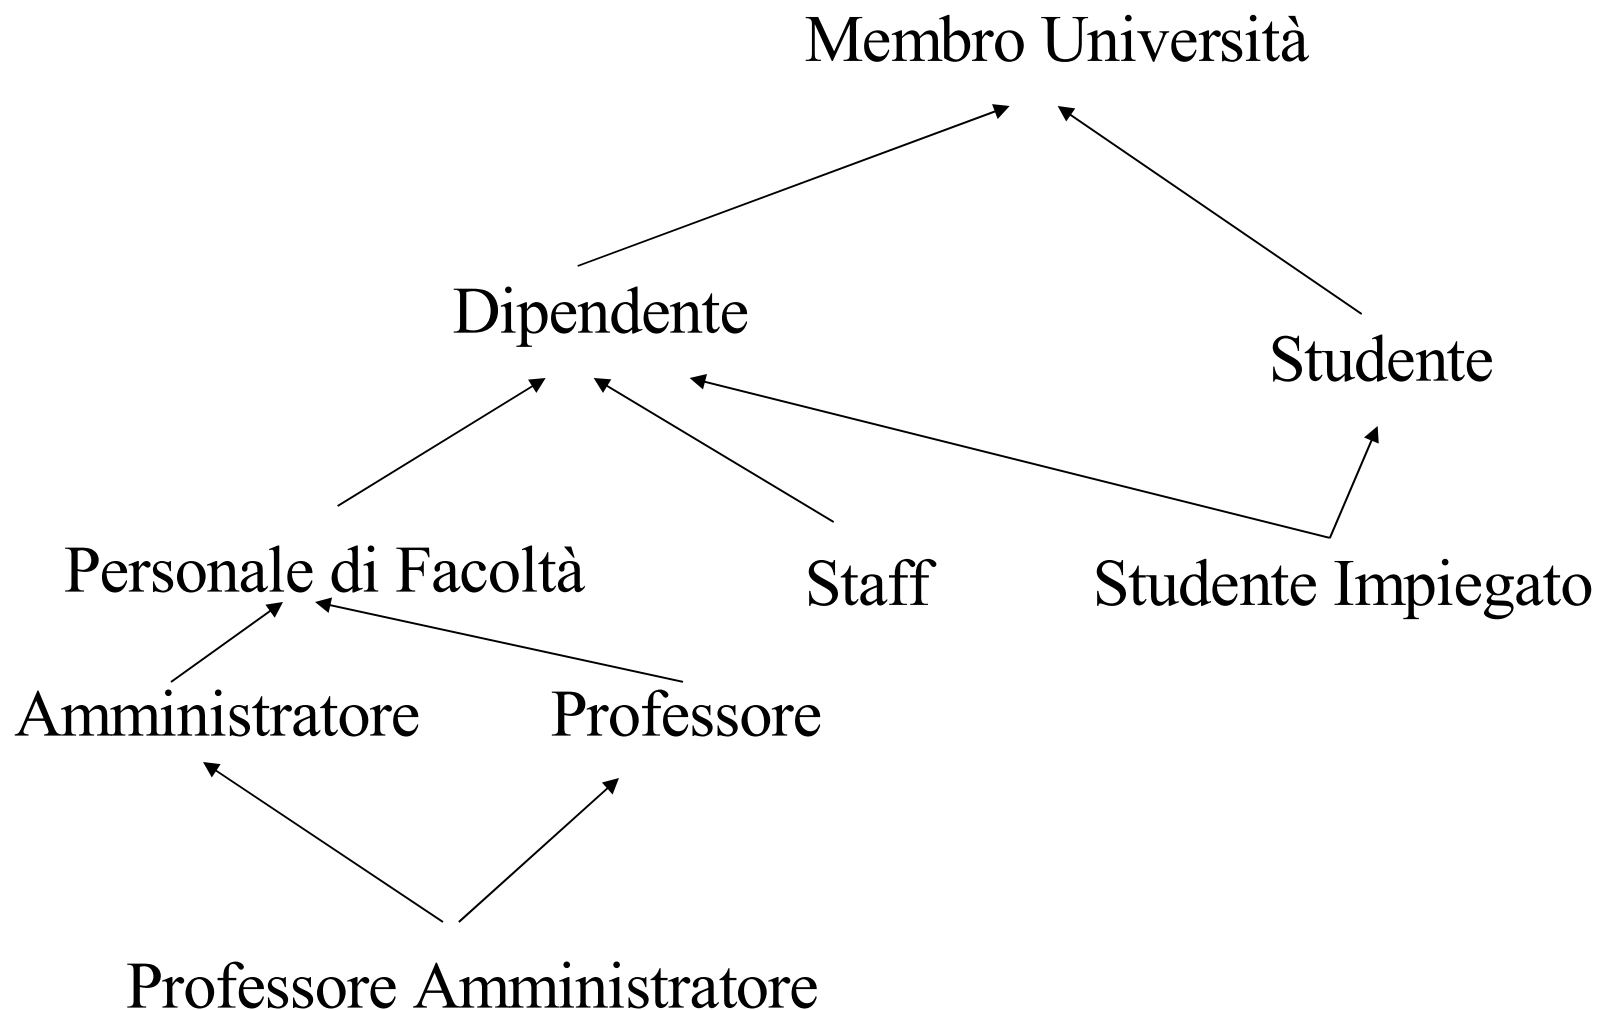 Membro Università
Dipendente
Studente
Personale di Facoltà
Staff
Studente Impiegato
Amministratore
Professore
Professore Amministratore